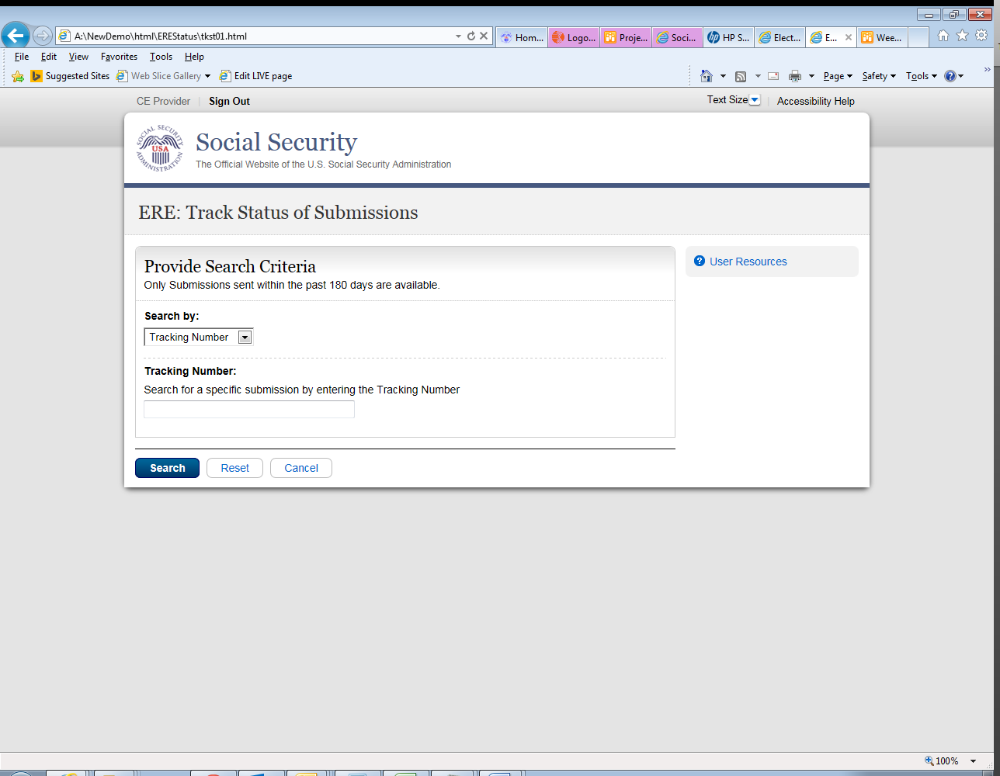 A:\NewDemo\html\EREStatus\tkst01.html
Hom...
Logo...
Proje...
Soci...
HP S...
Elect...
E...
Wee...
File Edit View Favorites Tools Help
Suggested Sites Web Slice Gallery Edit LIVE page
Page Safety Tools
CE Provider Sign Out
Text Size Accessibility Help
SOCIAL SECURITY ADMINISTRATION
USA
Social Security
The Official Website of the U.S. Social Security Administration
ERE: Track Status of Submissions
Provide Search Criteria
Only Submissions sent within the past 180 days are available.
User Resources
Search by:
Tracking Number
Tracking Number:
Search for a specific submission by entering the Tracking Number
Search Reset Cancel
100%